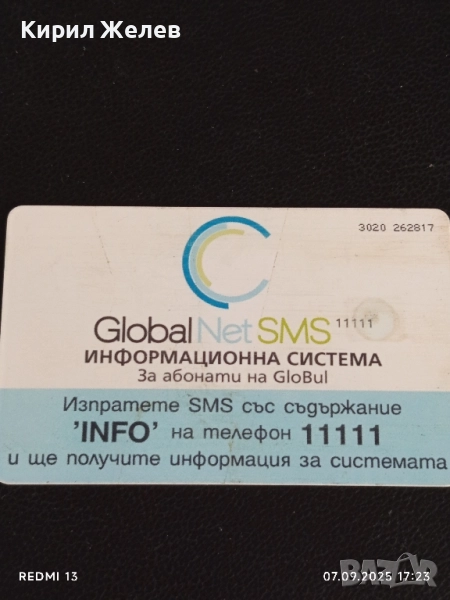 Кирил Желев
3020 262817
GlobalNetSMS 11111
ИНФОРМАЦИОННА СИСТЕМА
За абонати на GloBul
Изпратете SMS със съдържание
'INFO' на телефон 11111
и ще получите информация за системата
REDMI 13
07.09.2025 17:23
BAZAR